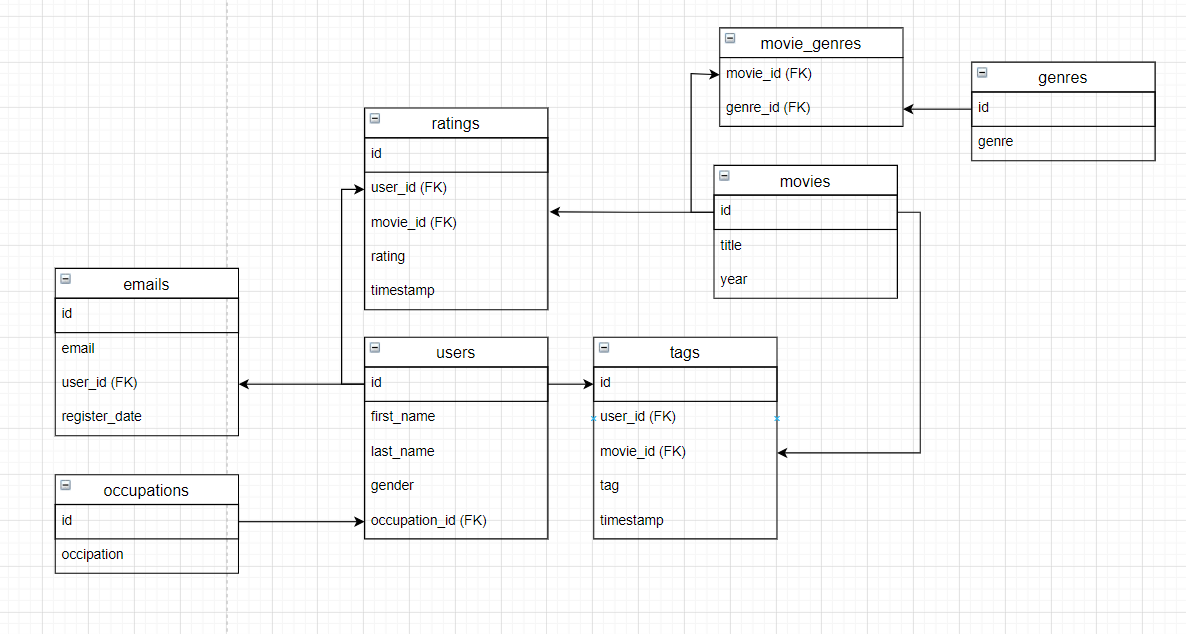 movie_genres
movie_id (FK)
genre_id (FK)
genres
id
genre
ratings
id
user_id (FK)
movie_id (FK)
rating
timestamp
movies
id
title
year
emails
id
email
user_id (FK)
register_date
users
id
first_name
last_name
gender
occupation_id (FK)
tags
id
user_id (FK)
movie_id (FK)
tag
timestamp
occupations
id
occipation